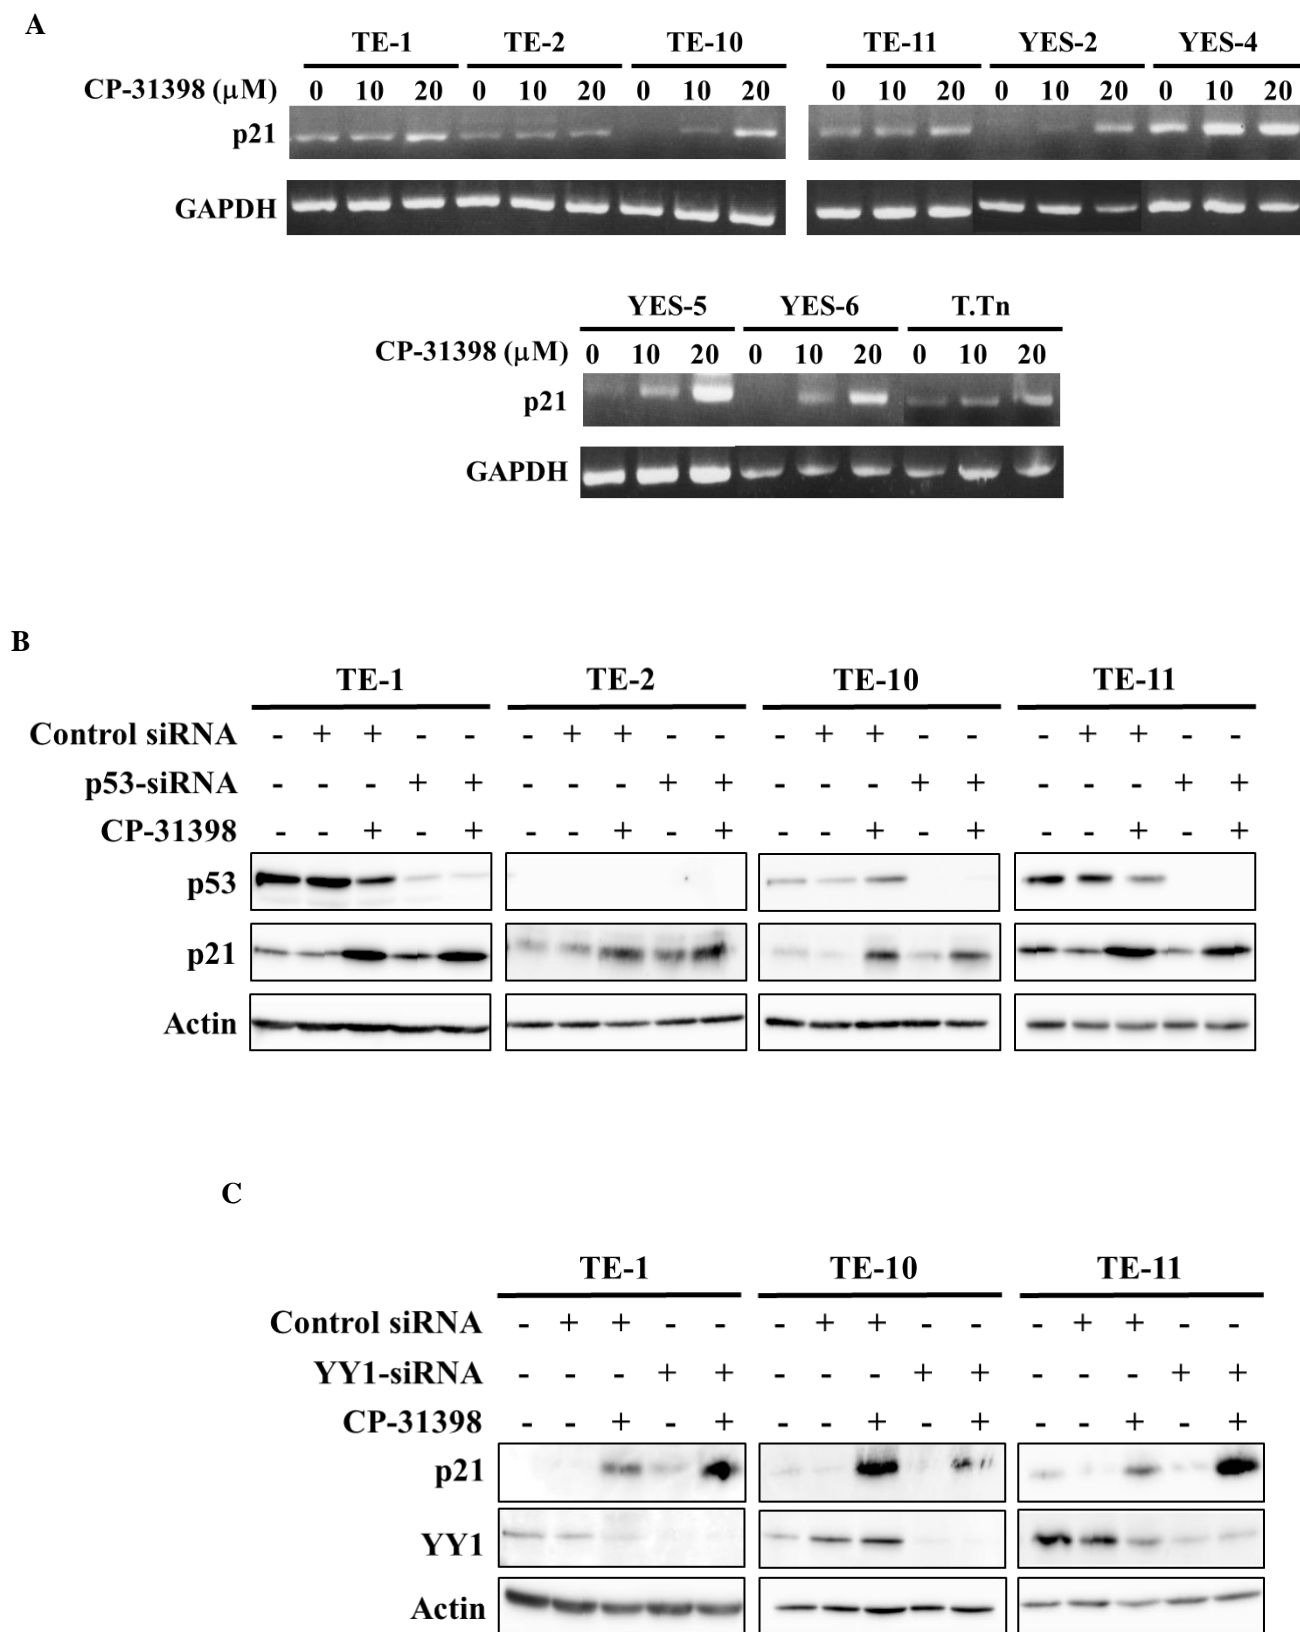 A
TE-1 TE-2 TE-10 TE-11 YES-2 YES-4
CP-31398 (μM) 0 10 20 0 10 20 0 10 20 0 10 20 0 10 20 0 10 20
p21
GAPDH
YES-5 YES-6 T.Tn
CP-31398 (μM) 0 10 20 0 10 20 0 10 20
p21
GAPDH
B
TE-1 TE-2 TE-10 TE-11
Control siRNA - + + - - - + + - - - + + - - - + + - -
p53-siRNA - - - + + - - - + + - - - + + - - - + +
CP-31398 - - + - + - - + - + - - + - + - - + - +
p53
p21
Actin
C
TE-1 TE-10 TE-11
Control siRNA - + + - - - + + - - - + + - -
YY1-siRNA - - - + + - - - + + - - - + +
CP-31398 - - + - + - - + - + - - + - +
p21
YY1
Actin